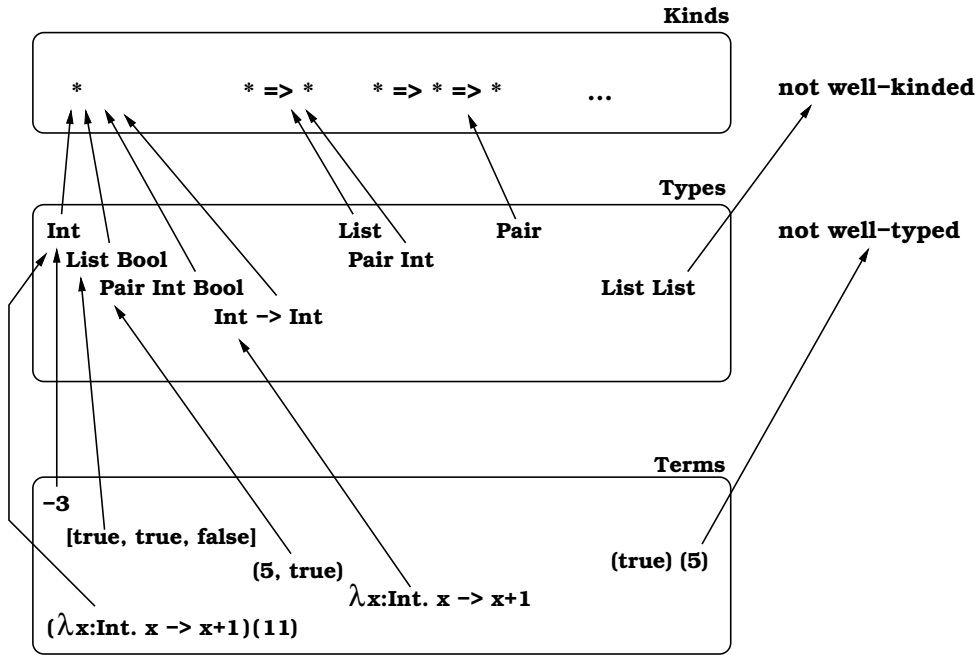 Kinds
* * => * * => * => * ... not well-kinded
Types
Int List Pair not well-typed
List Bool Pair Int
Pair Int Bool List List
Int -> Int
Terms
-3
[true, true, false]
(true) (5)
(5, true)
λx:Int. x -> x+1
(λx:Int. x -> x+1)(11)